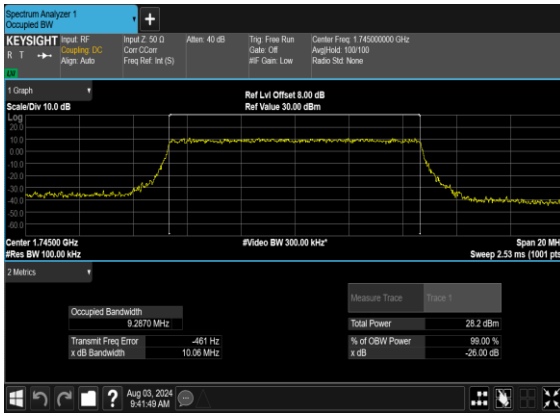 Spectrum Analyzer 1
Occupied BW
KEYSIGHT Input: RF Input Z: 50 Ω Atten: 40 dB Trig: Free Run Center Freq: 1.745000000 GHz
R T Coupling: DC Corr CCorr Gate: Off Avg|Hold: 100/100
Align: Auto Freq Ref: Int (S) #IF Gain: Low Radio Std: None
1 Graph
Ref Lvl Offset 8.00 dB
Scale/Div 10.0 dB Ref Value 30.00 dBm
Log
20.0
10.0
0.00
-10.0
-20.0
-30.0
-40.0
-50.0
-60.0
Center 1.74500 GHz #Video BW 300.00 kHz* Span 20 MH
#Res BW 100.00 kHz Sweep 2.53 ms (1001 pts
2 Metrics
Measure Trace Trace 1
Occupied Bandwidth
9.2870 MHz
Total Power 28.2 dBm
Transmit Freq Error -461 Hz % of OBW Power 99.00 %
x dB Bandwidth 10.06 MHz x dB -26.00 dB
Aug 03, 2024
9:41:49 AM